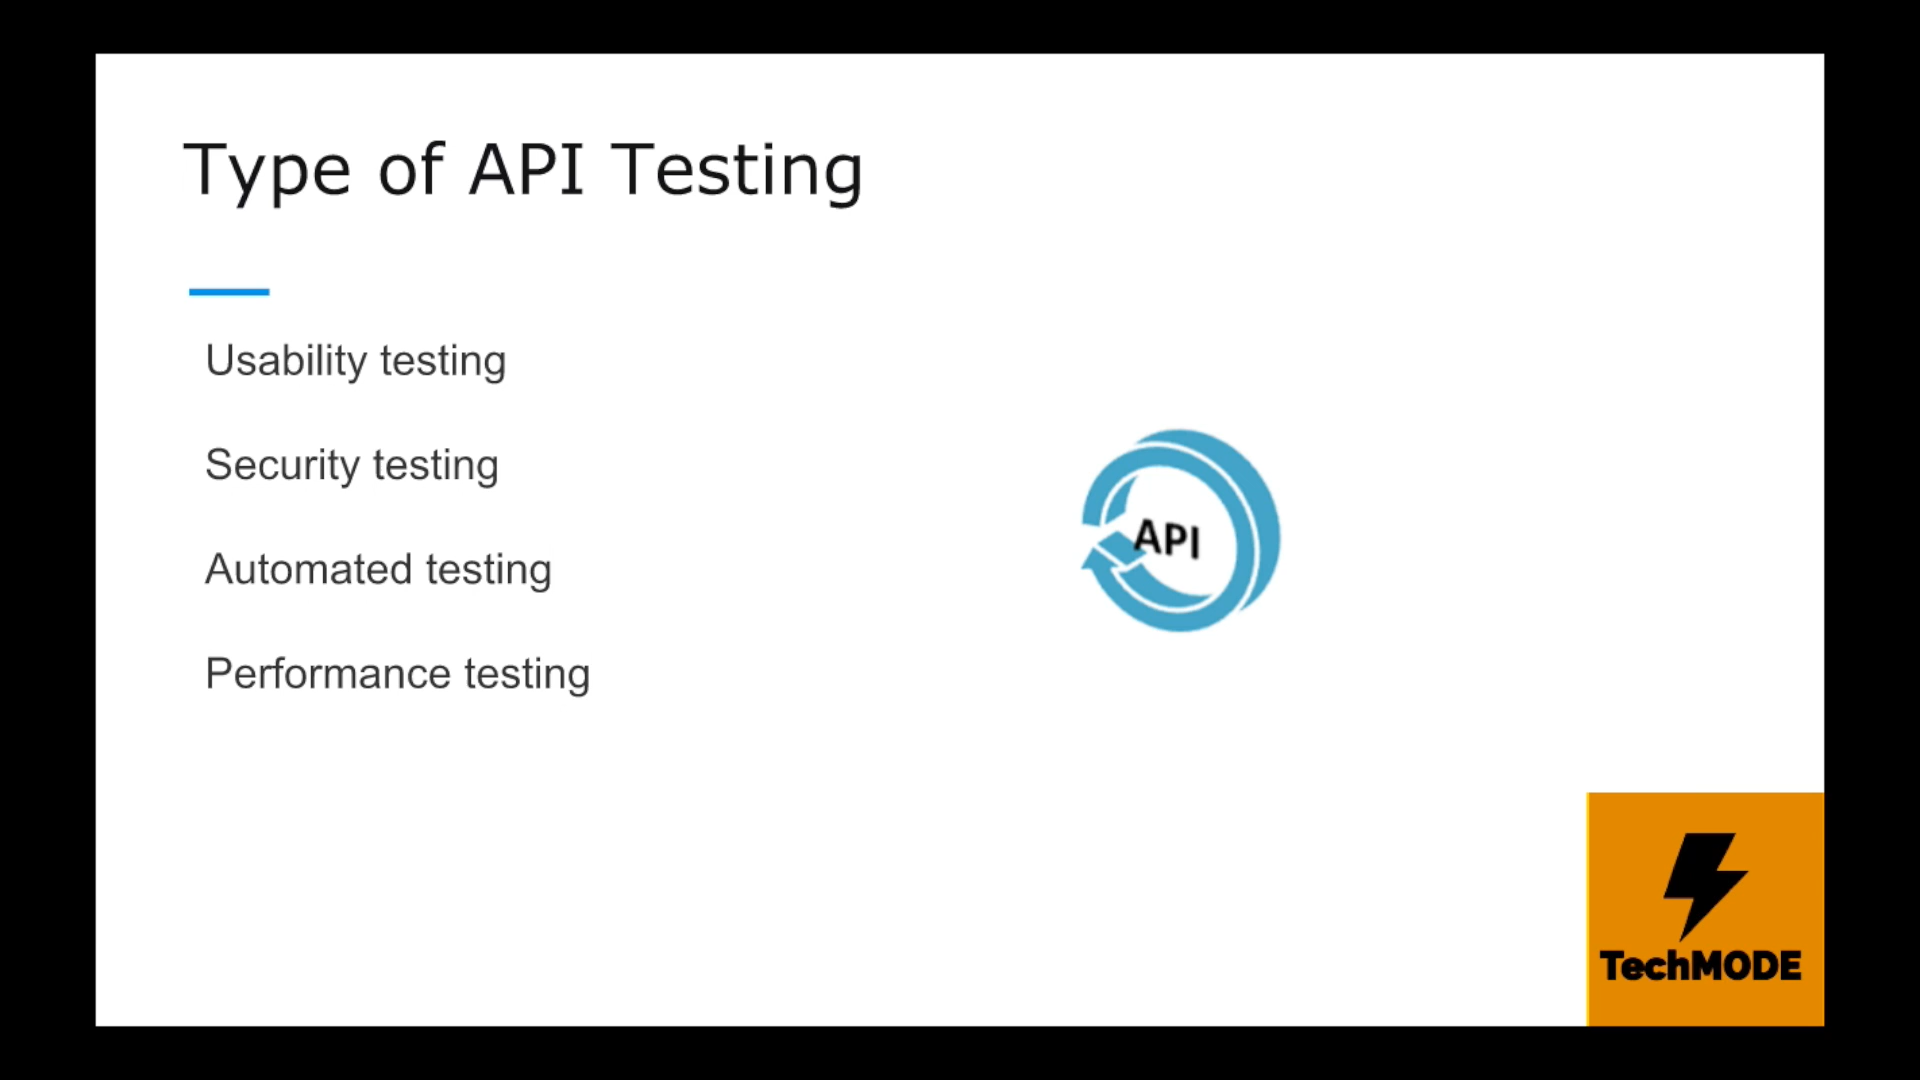 Type of API Testing
Usability testing
Security testing
Automated testing
Performance testing
API
TechMODE